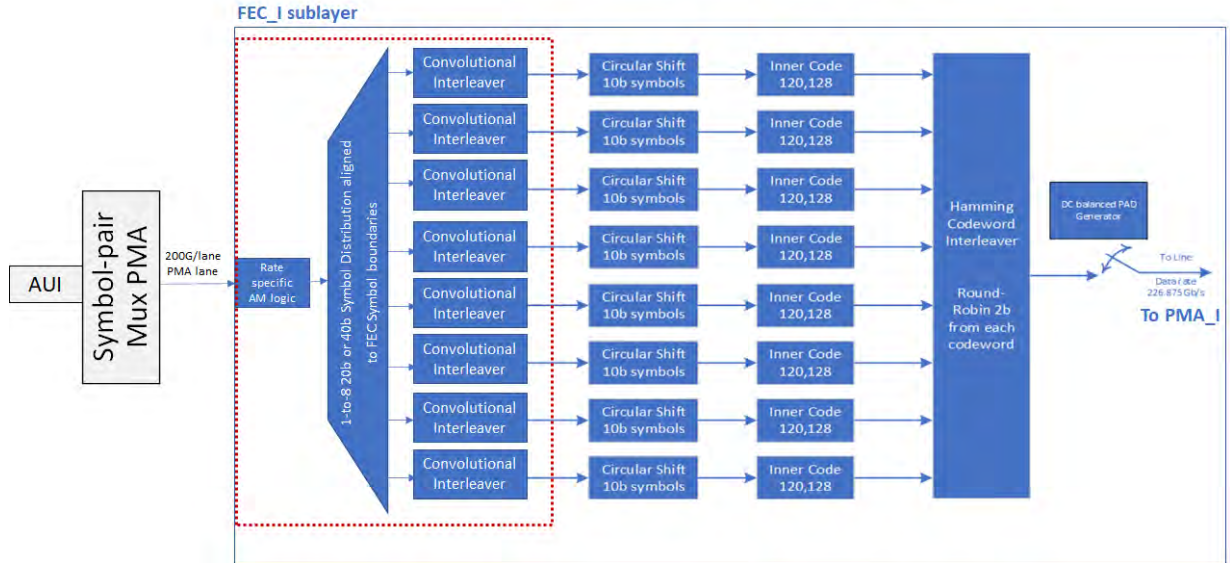 FEC_I sublayer
AUI
Symbol-pair
Mux PMA
200G/lane
PMA lane
Rate
specific
AM logic
1-to-8 20b or 40b Symbol Distribution aligned
to FEC Symbol boundaries
Convolutional
Interleaver
Circular Shift
10b symbols
Inner Code
120,128
Convolutional
Interleaver
Circular Shift
10b symbols
Inner Code
120,128
Convolutional
Interleaver
Circular Shift
10b symbols
Inner Code
120,128
Convolutional
Interleaver
Circular Shift
10b symbols
Inner Code
120,128
Convolutional
Interleaver
Circular Shift
10b symbols
Inner Code
120,128
Convolutional
Interleaver
Circular Shift
10b symbols
Inner Code
120,128
Convolutional
Interleaver
Circular Shift
10b symbols
Inner Code
120,128
Convolutional
Interleaver
Circular Shift
10b symbols
Inner Code
120,128
Hamming
Codeword
Interleaver
Round-
Robin 2b
from each
codeword
DC balanced PAD
Generator
To Line:
Data rate
226.875Gb/s
To PMA_I